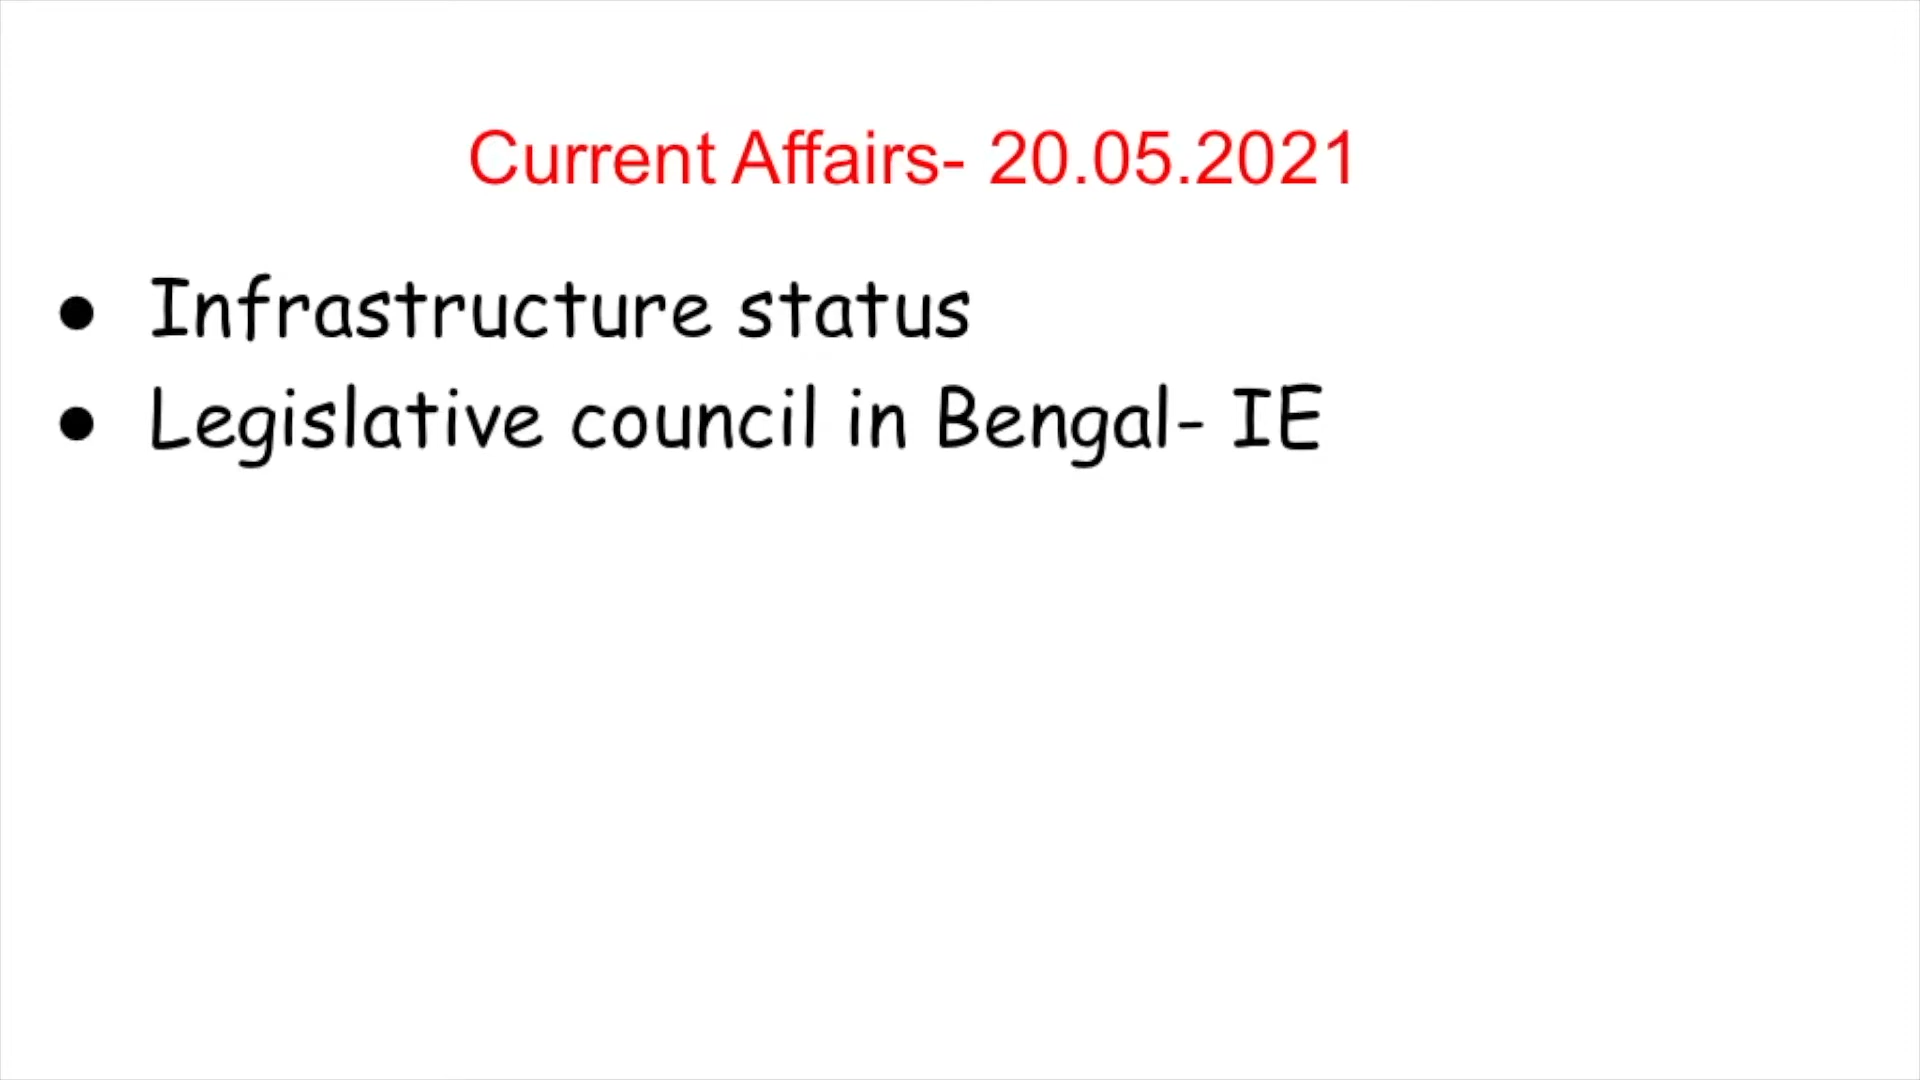 Current Affairs- 20.05.2021
● Infrastructure status
● Legislative council in Bengal- IE